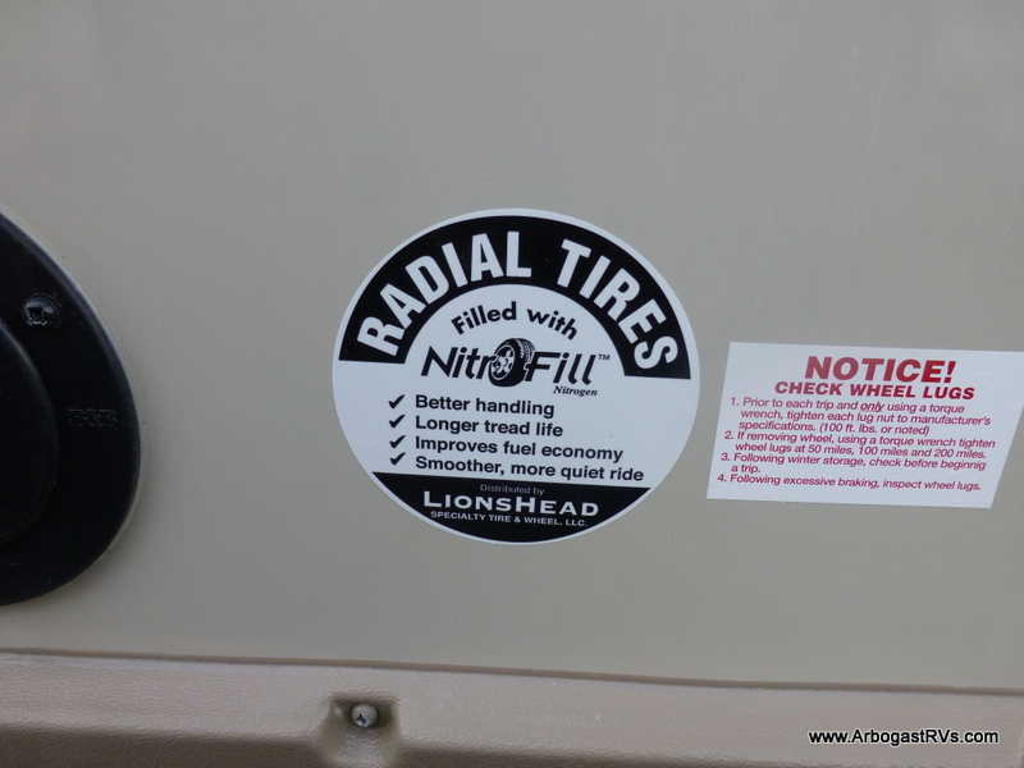 RADIAL TIRES
Filled with
NitroFill™
Nitrogen
✔ Better handling
✔ Longer tread life
✔ Improves fuel economy
✔ Smoother, more quiet ride
Distributed by
LIONSHEAD
SPECIALTY TIRE & WHEEL, LLC.
NOTICE!
CHECK WHEEL LUGS
1. Prior to each trip and only using a torque
wrench, tighten each lug nut to manufacturer's
specifications. (100 ft. lbs. or noted)
2. If removing wheel, using a torque wrench tighten
wheel lugs at 50 miles, 100 miles and 200 miles.
3. Following winter storage, check before beginnig
a trip.
4. Following excessive braking, inspect wheel lugs.
www.ArbogastRVs.com